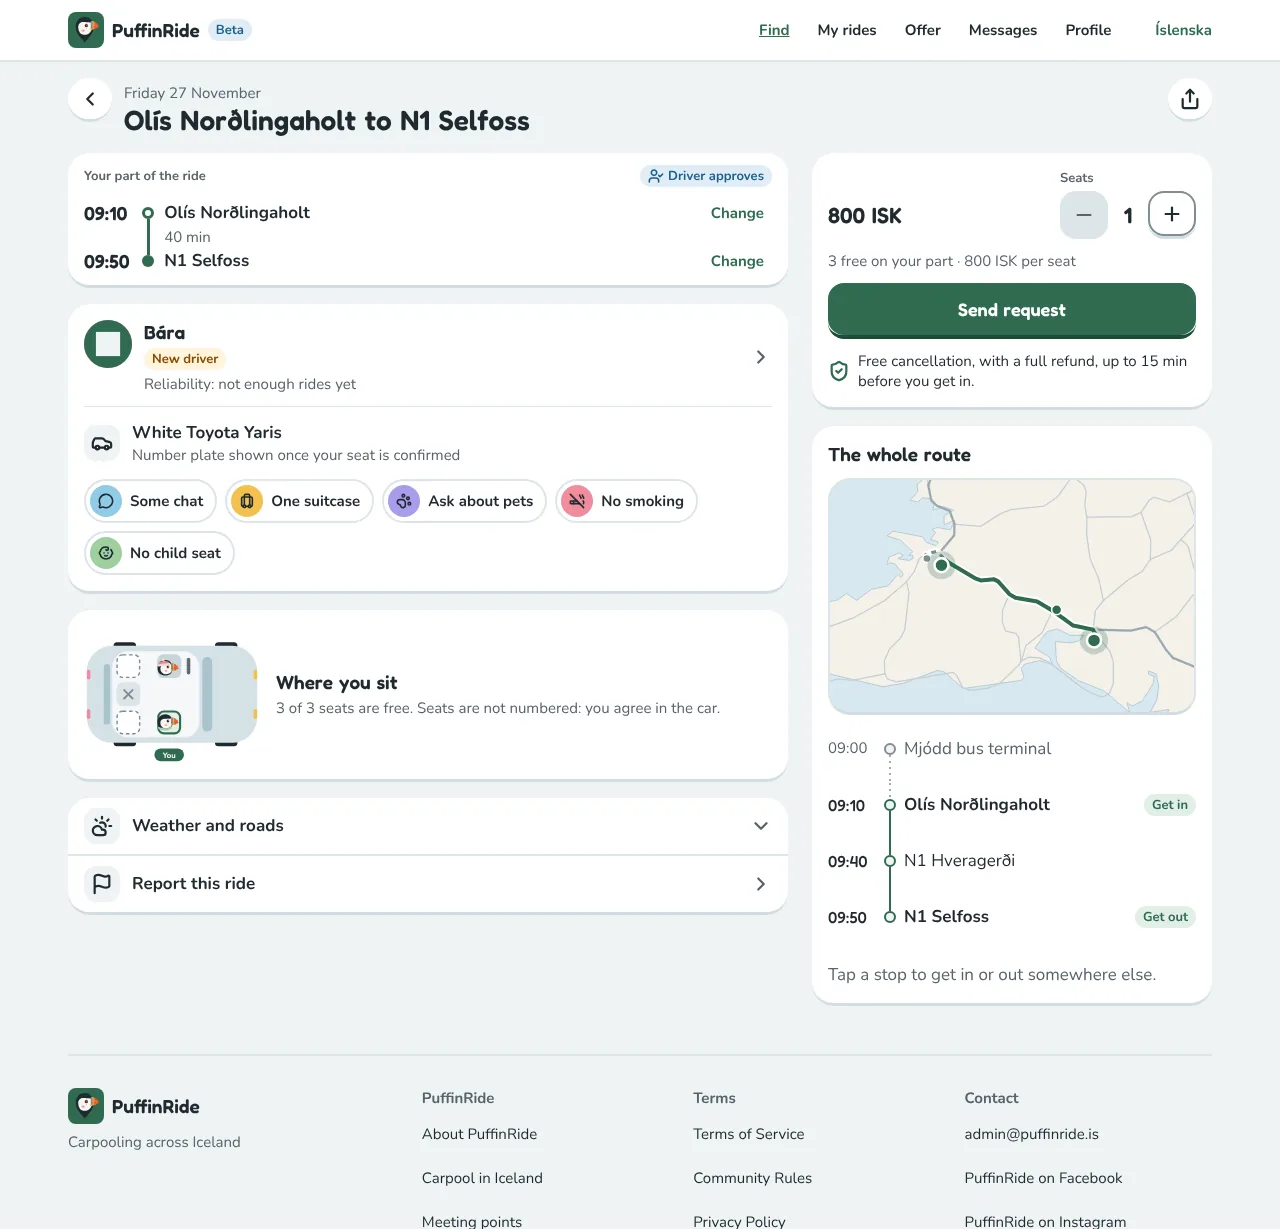 PuffinRide Beta
Find
My rides
Offer
Messages
Profile
Íslenska
Friday 27 November
Olís Norðlingaholt to N1 Selfoss
Your part of the ride
Driver approves
09:10 Olís Norðlingaholt Change
40 min
09:50 N1 Selfoss Change
Bára
New driver
Reliability: not enough rides yet
White Toyota Yaris
Number plate shown once your seat is confirmed
Some chat
One suitcase
Ask about pets
No smoking
No child seat
You
Where you sit
3 of 3 seats are free. Seats are not numbered: you agree in the car.
Weather and roads
Report this ride
Seats
800 ISK
1
3 free on your part · 800 ISK per seat
Send request
Free cancellation, with a full refund, up to 15 min
before you get in.
The whole route
09:00 Mjódd bus terminal
09:10 Olís Norðlingaholt Get in
09:40 N1 Hveragerði
09:50 N1 Selfoss Get out
Tap a stop to get in or out somewhere else.
PuffinRide
Carpooling across Iceland
PuffinRide
About PuffinRide
Carpool in Iceland
Meeting points
Terms
Terms of Service
Community Rules
Privacy Policy
Contact
admin@puffinride.is
PuffinRide on Facebook
PuffinRide on Instagram